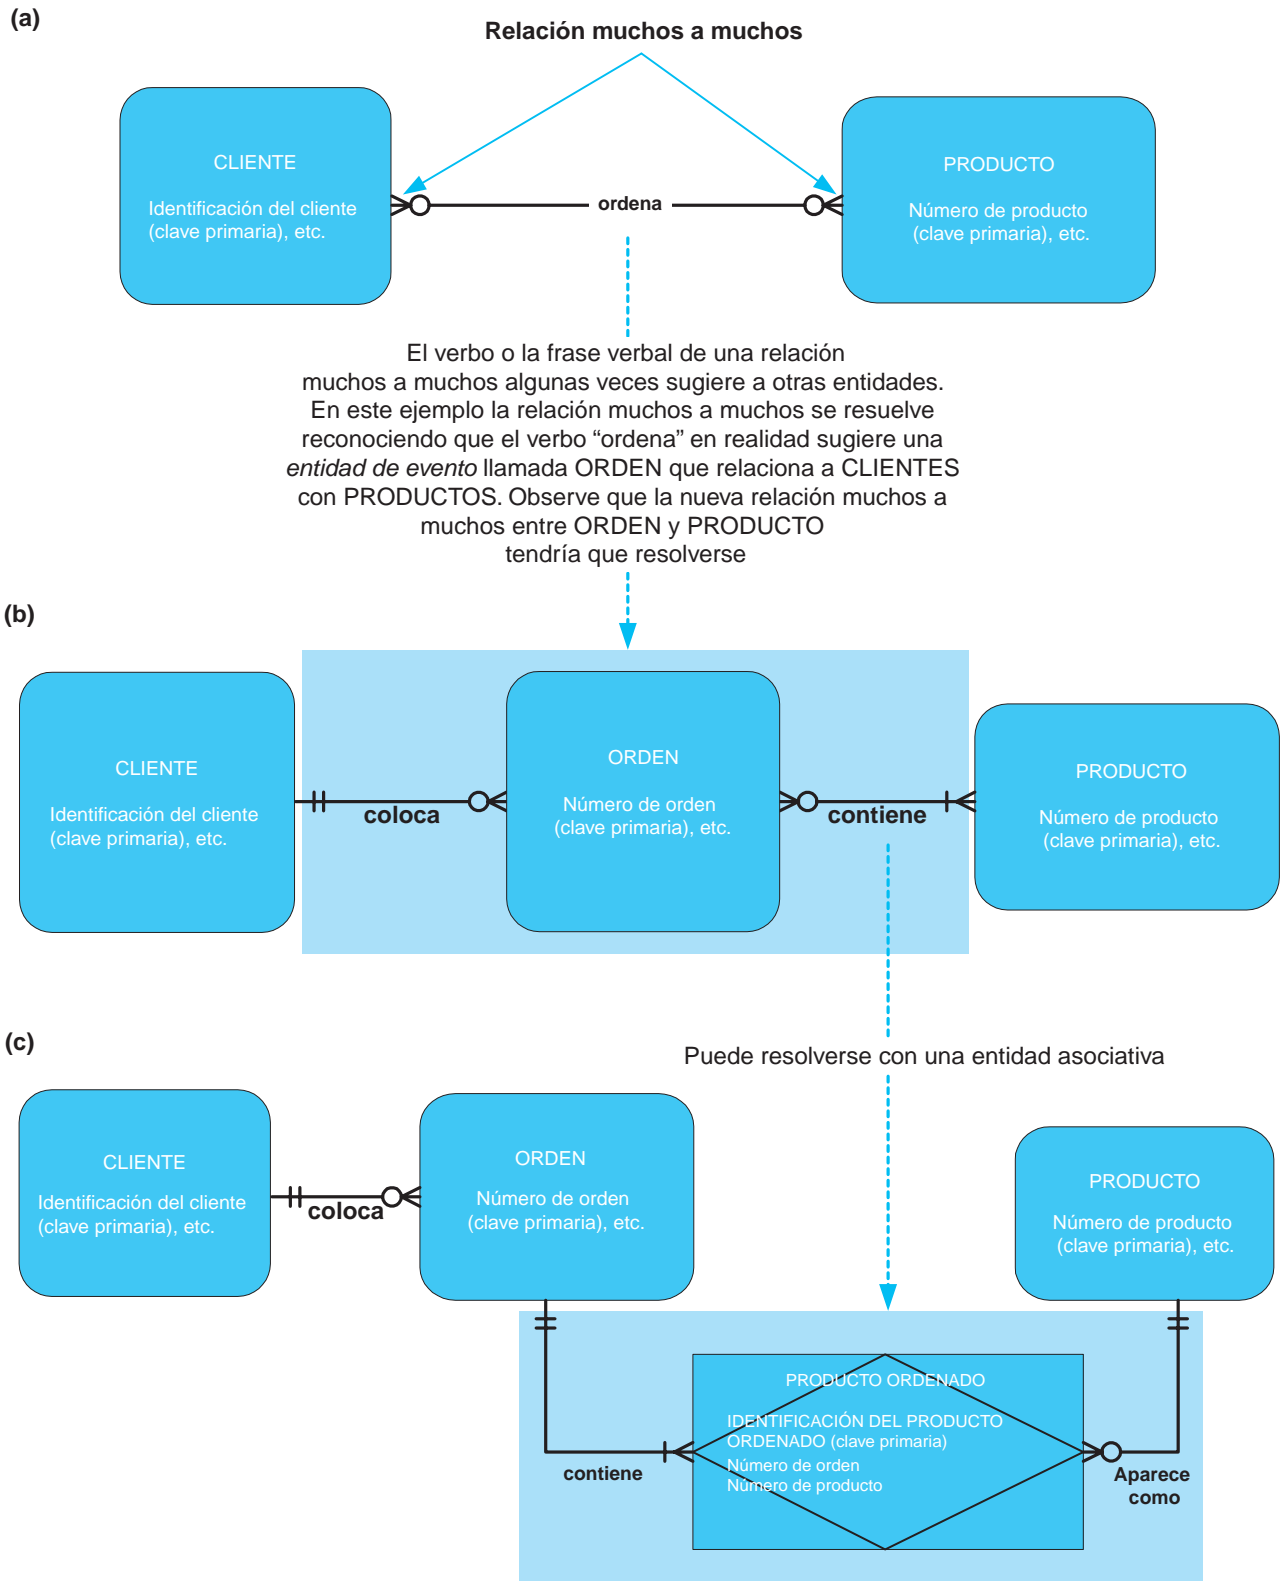 (a)
Relación muchos a muchos
CLIENTE
Identificación del cliente
(clave primaria), etc.
ordena
PRODUCTO
Número de producto
(clave primaria), etc.
El verbo o la frase verbal de una relación
muchos a muchos algunas veces sugiere a otras entidades.
En este ejemplo la relación muchos a muchos se resuelve
reconociendo que el verbo “ordena” en realidad sugiere una
entidad de evento llamada ORDEN que relaciona a CLIENTES
con PRODUCTOS. Observe que la nueva relación muchos a
muchos entre ORDEN y PRODUCTO
tendría que resolverse
(b)
CLIENTE
Identificación del cliente
(clave primaria), etc.
coloca
ORDEN
Número de orden
(clave primaria), etc.
contiene
PRODUCTO
Número de producto
(clave primaria), etc.
(c)
Puede resolverse con una entidad asociativa
CLIENTE
Identificación del cliente
(clave primaria), etc.
coloca
ORDEN
Número de orden
(clave primaria), etc.
PRODUCTO
Número de producto
(clave primaria), etc.
contiene
PRODUCTO ORDENADO
IDENTIFICACIÓN DEL PRODUCTO
ORDENADO (clave primaria)
Número de orden
Número de producto
Aparece
como